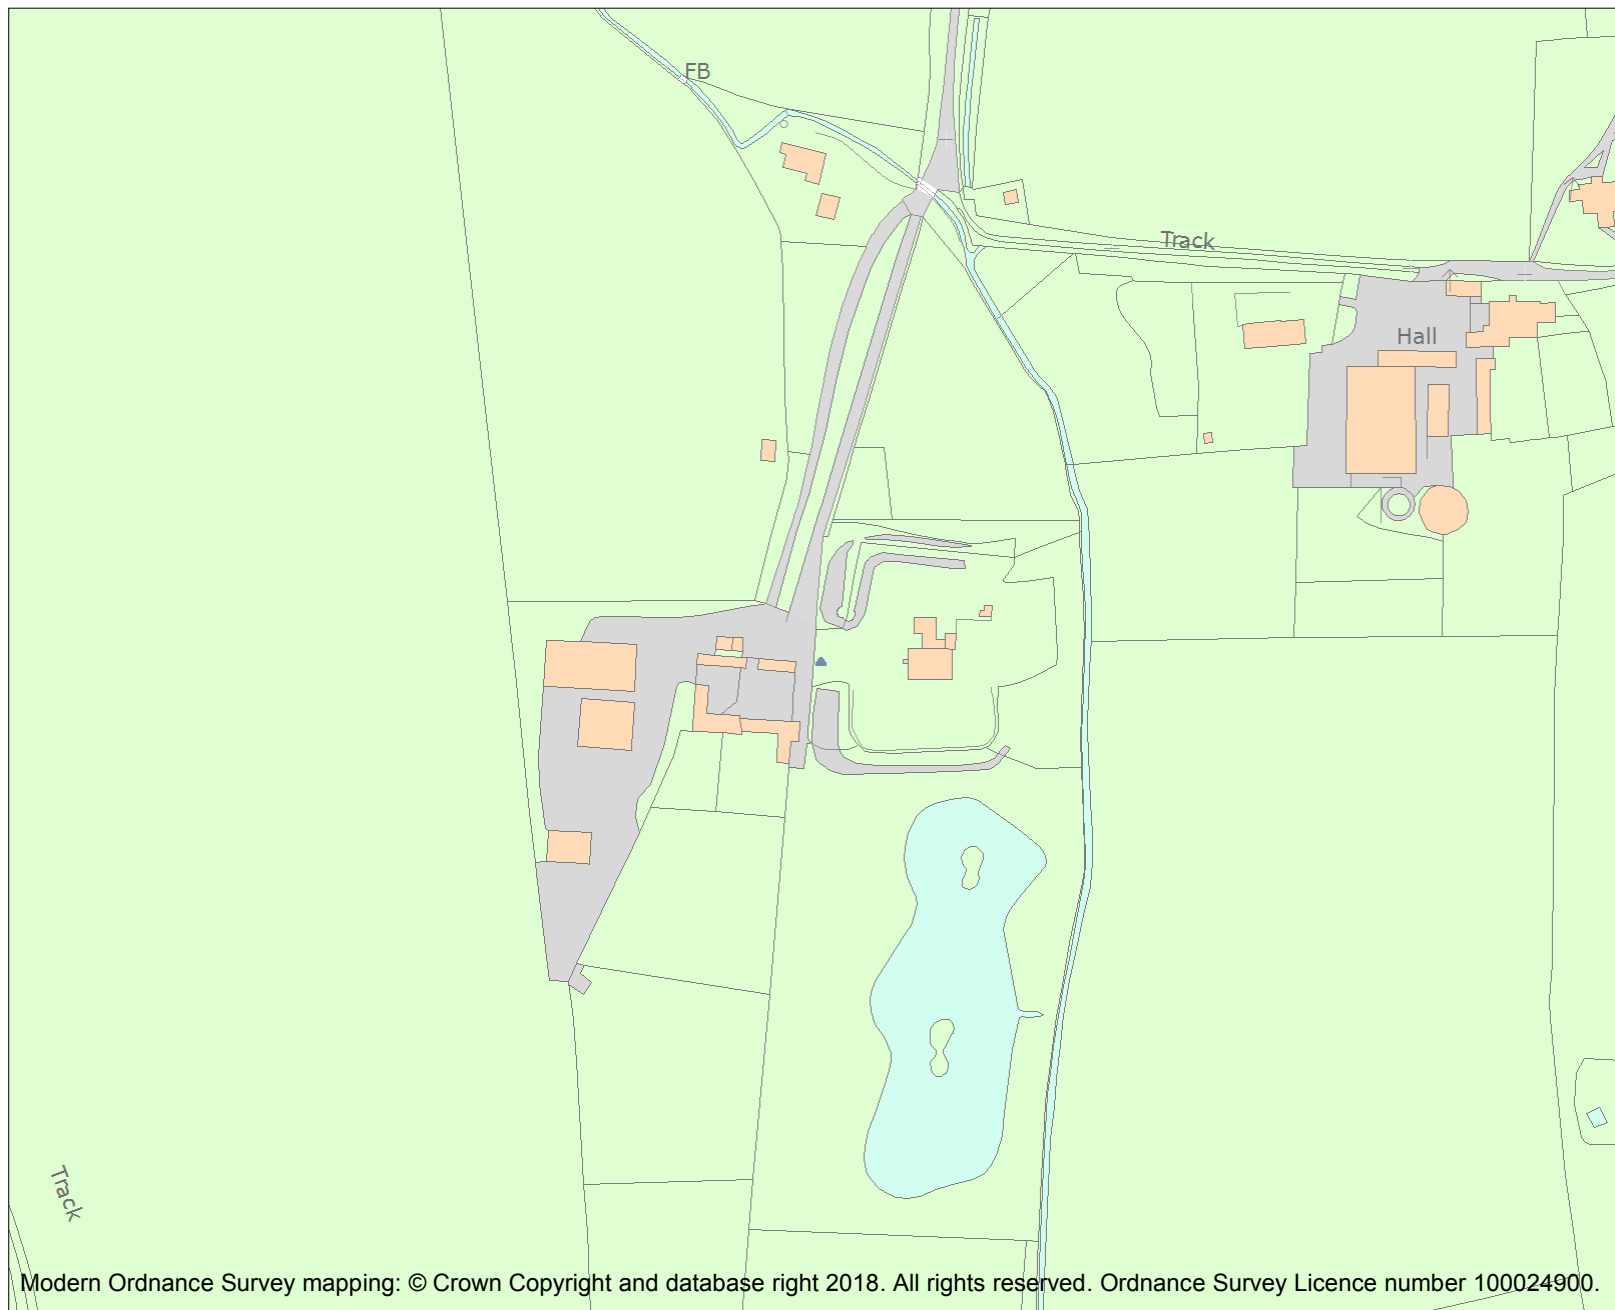 FB
Track
Hall
Track
Modern Ordnance Survey mapping: © Crown Copyright and database right 2018. All rights reserved. Ordnance Survey Licence number 100024900.